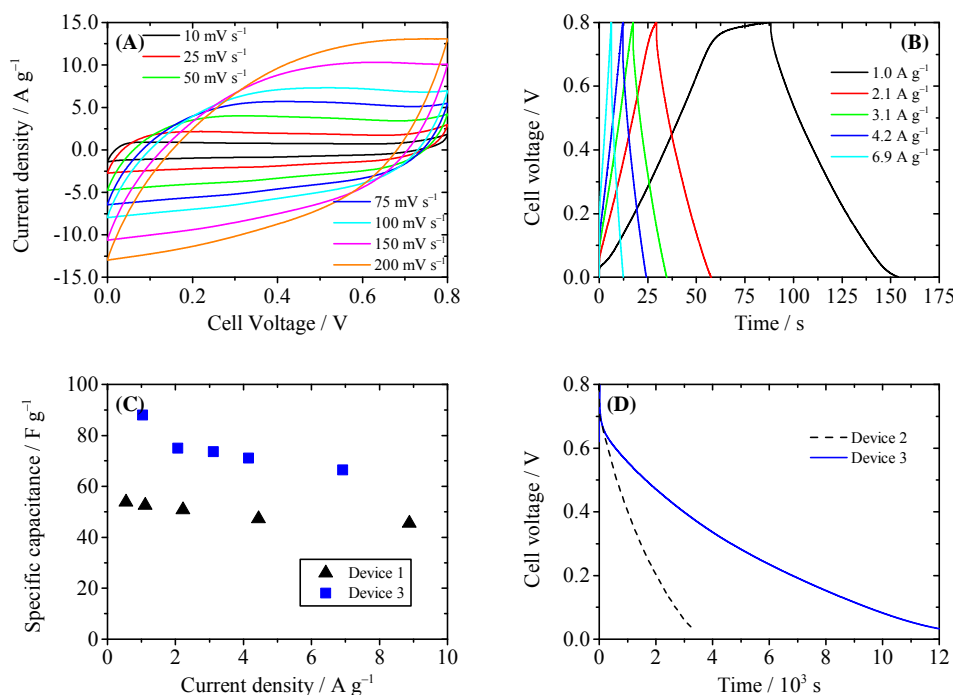 (A)
10 mV s⁻¹
25 mV s⁻¹
50 mV s⁻¹
75 mV s⁻¹
100 mV s⁻¹
150 mV s⁻¹
200 mV s⁻¹
15.0
10.0
5.0
0.0
-5.0
-10.0
-15.0
Current density / A g⁻¹
0.0 0.2 0.4 0.6 0.8
Cell Voltage / V
(B)
1.0 A g⁻¹
2.1 A g⁻¹
3.1 A g⁻¹
4.2 A g⁻¹
6.9 A g⁻¹
0.8
0.6
0.4
0.2
0.0
Cell voltage / V
0 25 50 75 100 125 150 175
Time / s
(C)
100
80
60
40
20
0
Specific capacitance / F g⁻¹
Device 1
Device 3
0 2 4 6 8 10
Current density / A g⁻¹
(D)
Device 2
Device 3
0.8
0.6
0.4
0.2
0.0
Cell voltage / V
0 2 4 6 8 10 12
Time / 10³ s